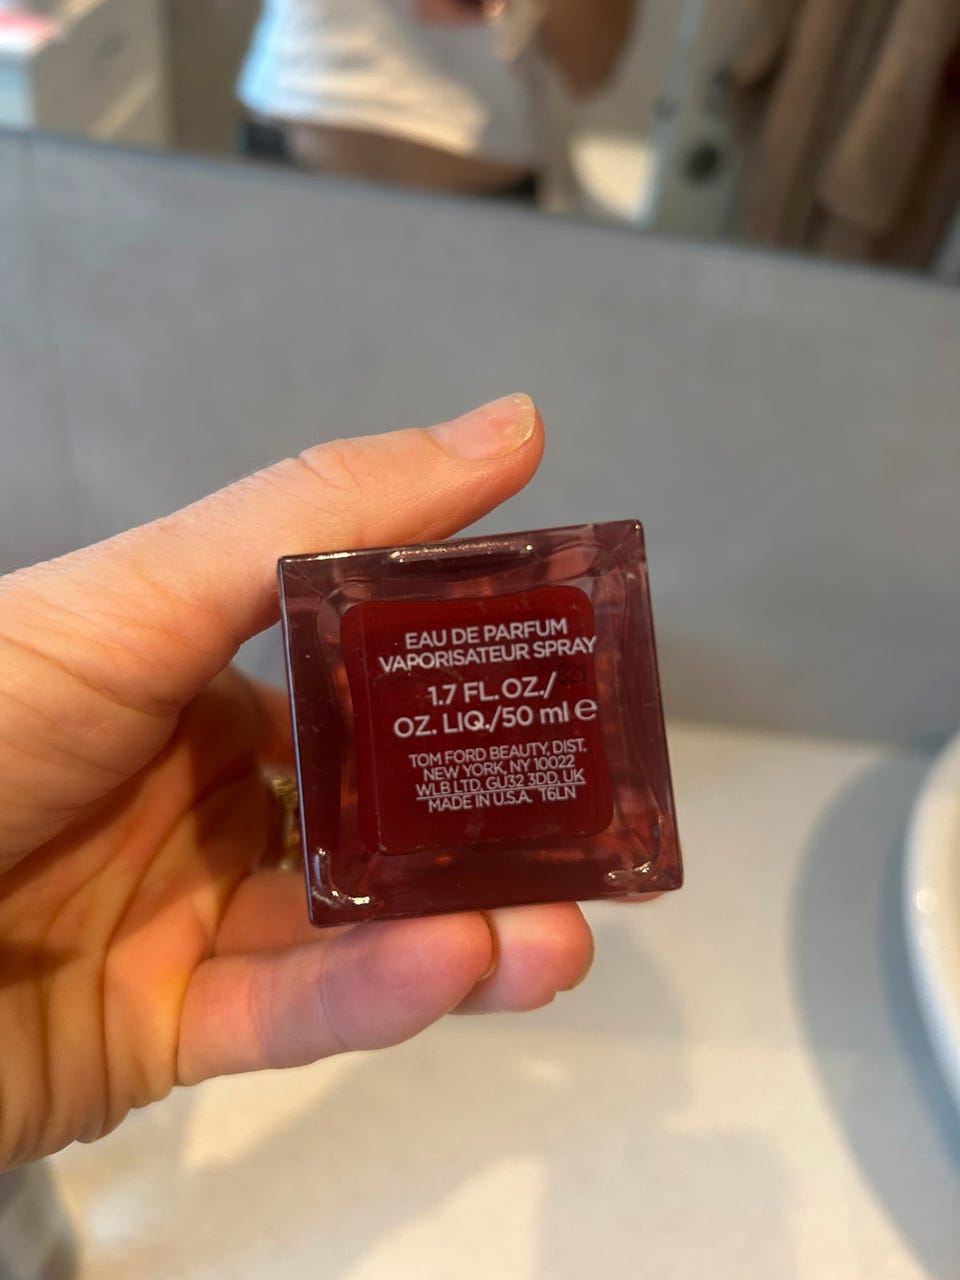 EAU DE PARFUM
VAPORISATEUR SPRAY
1.7 FL. OZ./
OZ. LIQ./50 ml ℮
TOM FORD BEAUTY, DIST.
NEW YORK, NY 10022
WLB LTD, GU32 3DD, UK
MADE IN U.S.A. T6LN